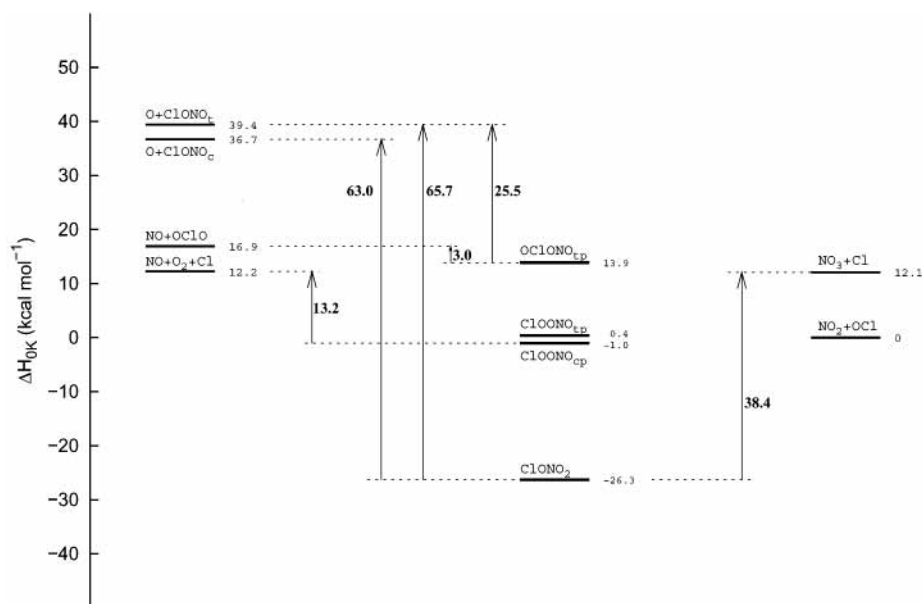 ΔH0K (kcal mol−1)
50
40
30
20
10
0
−10
−20
−30
−40
O+ClONOt
39.4
36.7
O+ClONOc
63.0
65.7
25.5
NO+OClO
16.9
3.0
NO+O2+Cl
12.2
13.2
OClONOtp
13.9
ClOONOtp
0.4
-1.0
ClOONOcp
ClONO2
-26.3
38.4
NO3+Cl
12.1
NO2+OCl
0